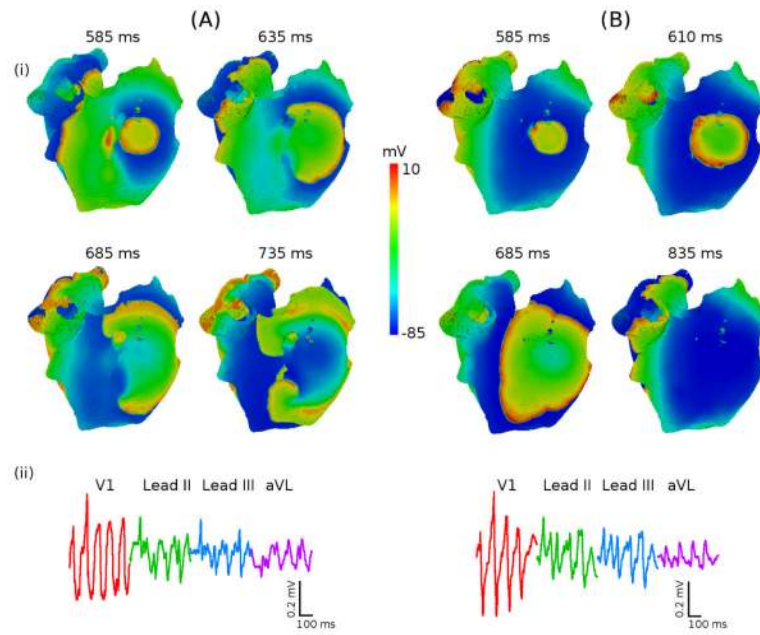 (A) (B)
585 ms 635 ms 585 ms 610 ms
(i)
mV
10
-85
685 ms 735 ms 685 ms 835 ms
(ii)
V1 Lead II Lead III aVL V1 Lead II Lead III aVL
0.2 mV 0.2 mV
100 ms 100 ms